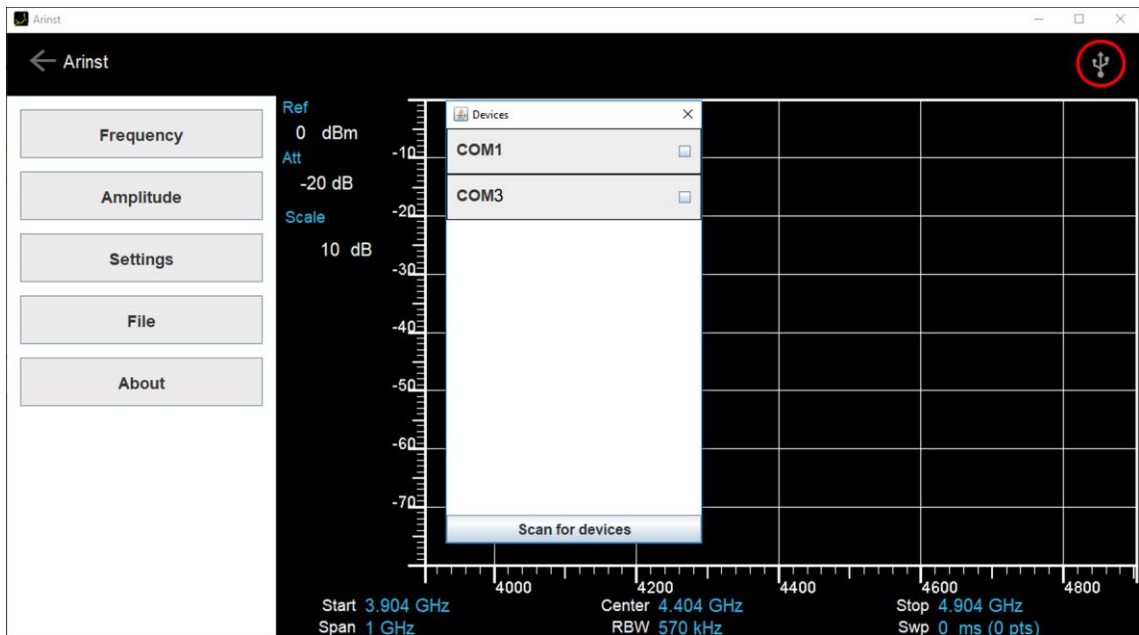 Arinst
Arinst
Frequency
Amplitude
Settings
File
About
Ref
0 dBm
Att
-20 dB
Scale
10 dB
-10
-20
-30
-40
-50
-60
-70
Devices
COM1
COM3
Scan for devices
4000 4200 4400 4600 4800
Start 3.904 GHz Center 4.404 GHz Stop 4.904 GHz
Span 1 GHz RBW 570 kHz Swp 0 ms (0 pts)